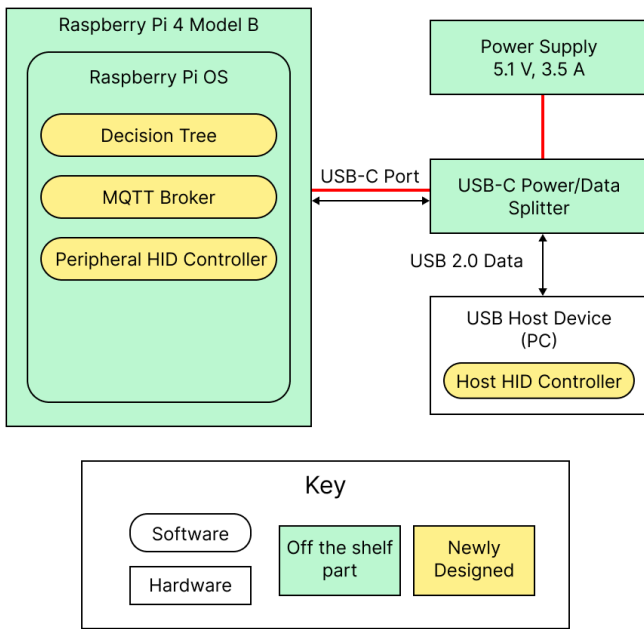 Raspberry Pi 4 Model B
Raspberry Pi OS
Decision Tree
MQTT Broker
Peripheral HID Controller
USB-C Port
Power Supply
5.1 V, 3.5 A
USB-C Power/Data
Splitter
USB 2.0 Data
USB Host Device
(PC)
Host HID Controller
Key
Software
Hardware
Off the shelf
part
Newly
Designed